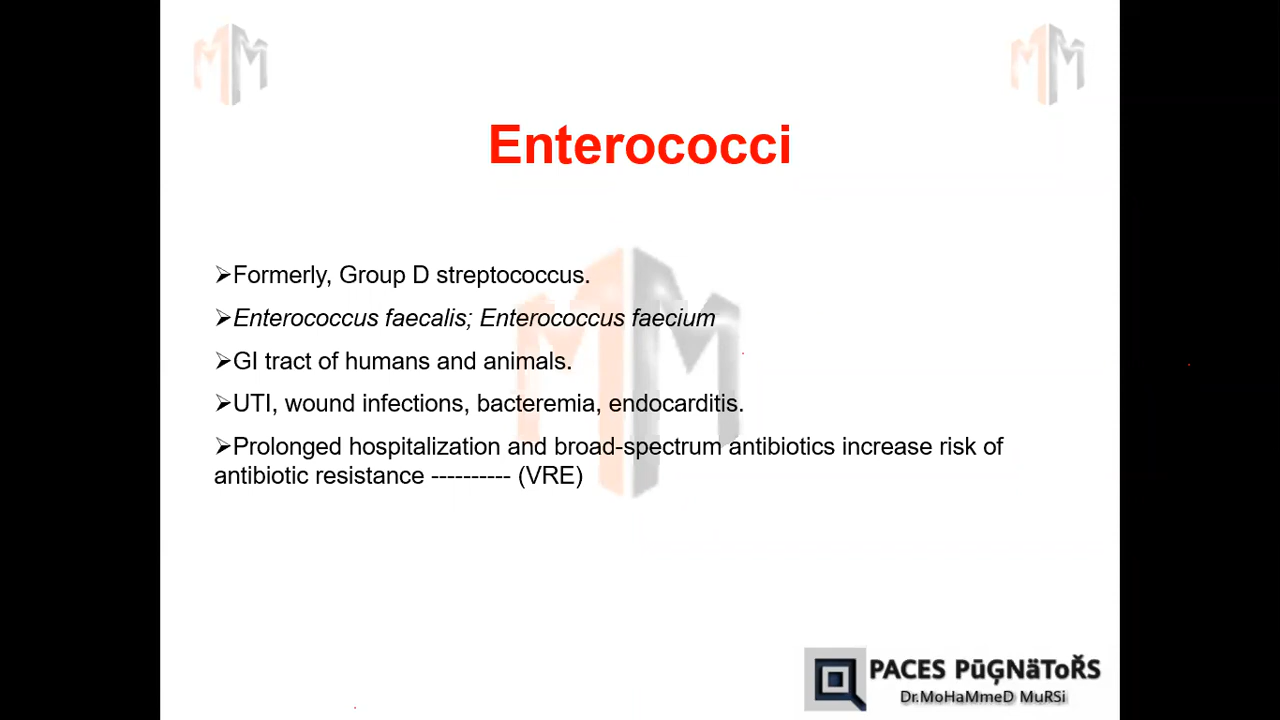 Enterococci
➢Formerly, Group D streptococcus.
➢Enterococcus faecalis; Enterococcus faecium
➢GI tract of humans and animals.
➢UTI, wound infections, bacteremia, endocarditis.
➢Prolonged hospitalization and broad-spectrum antibiotics increase risk of
antibiotic resistance ---------- (VRE)
PACES PūĢNäToŘS
Dr.MoHaMmeD MuRSi